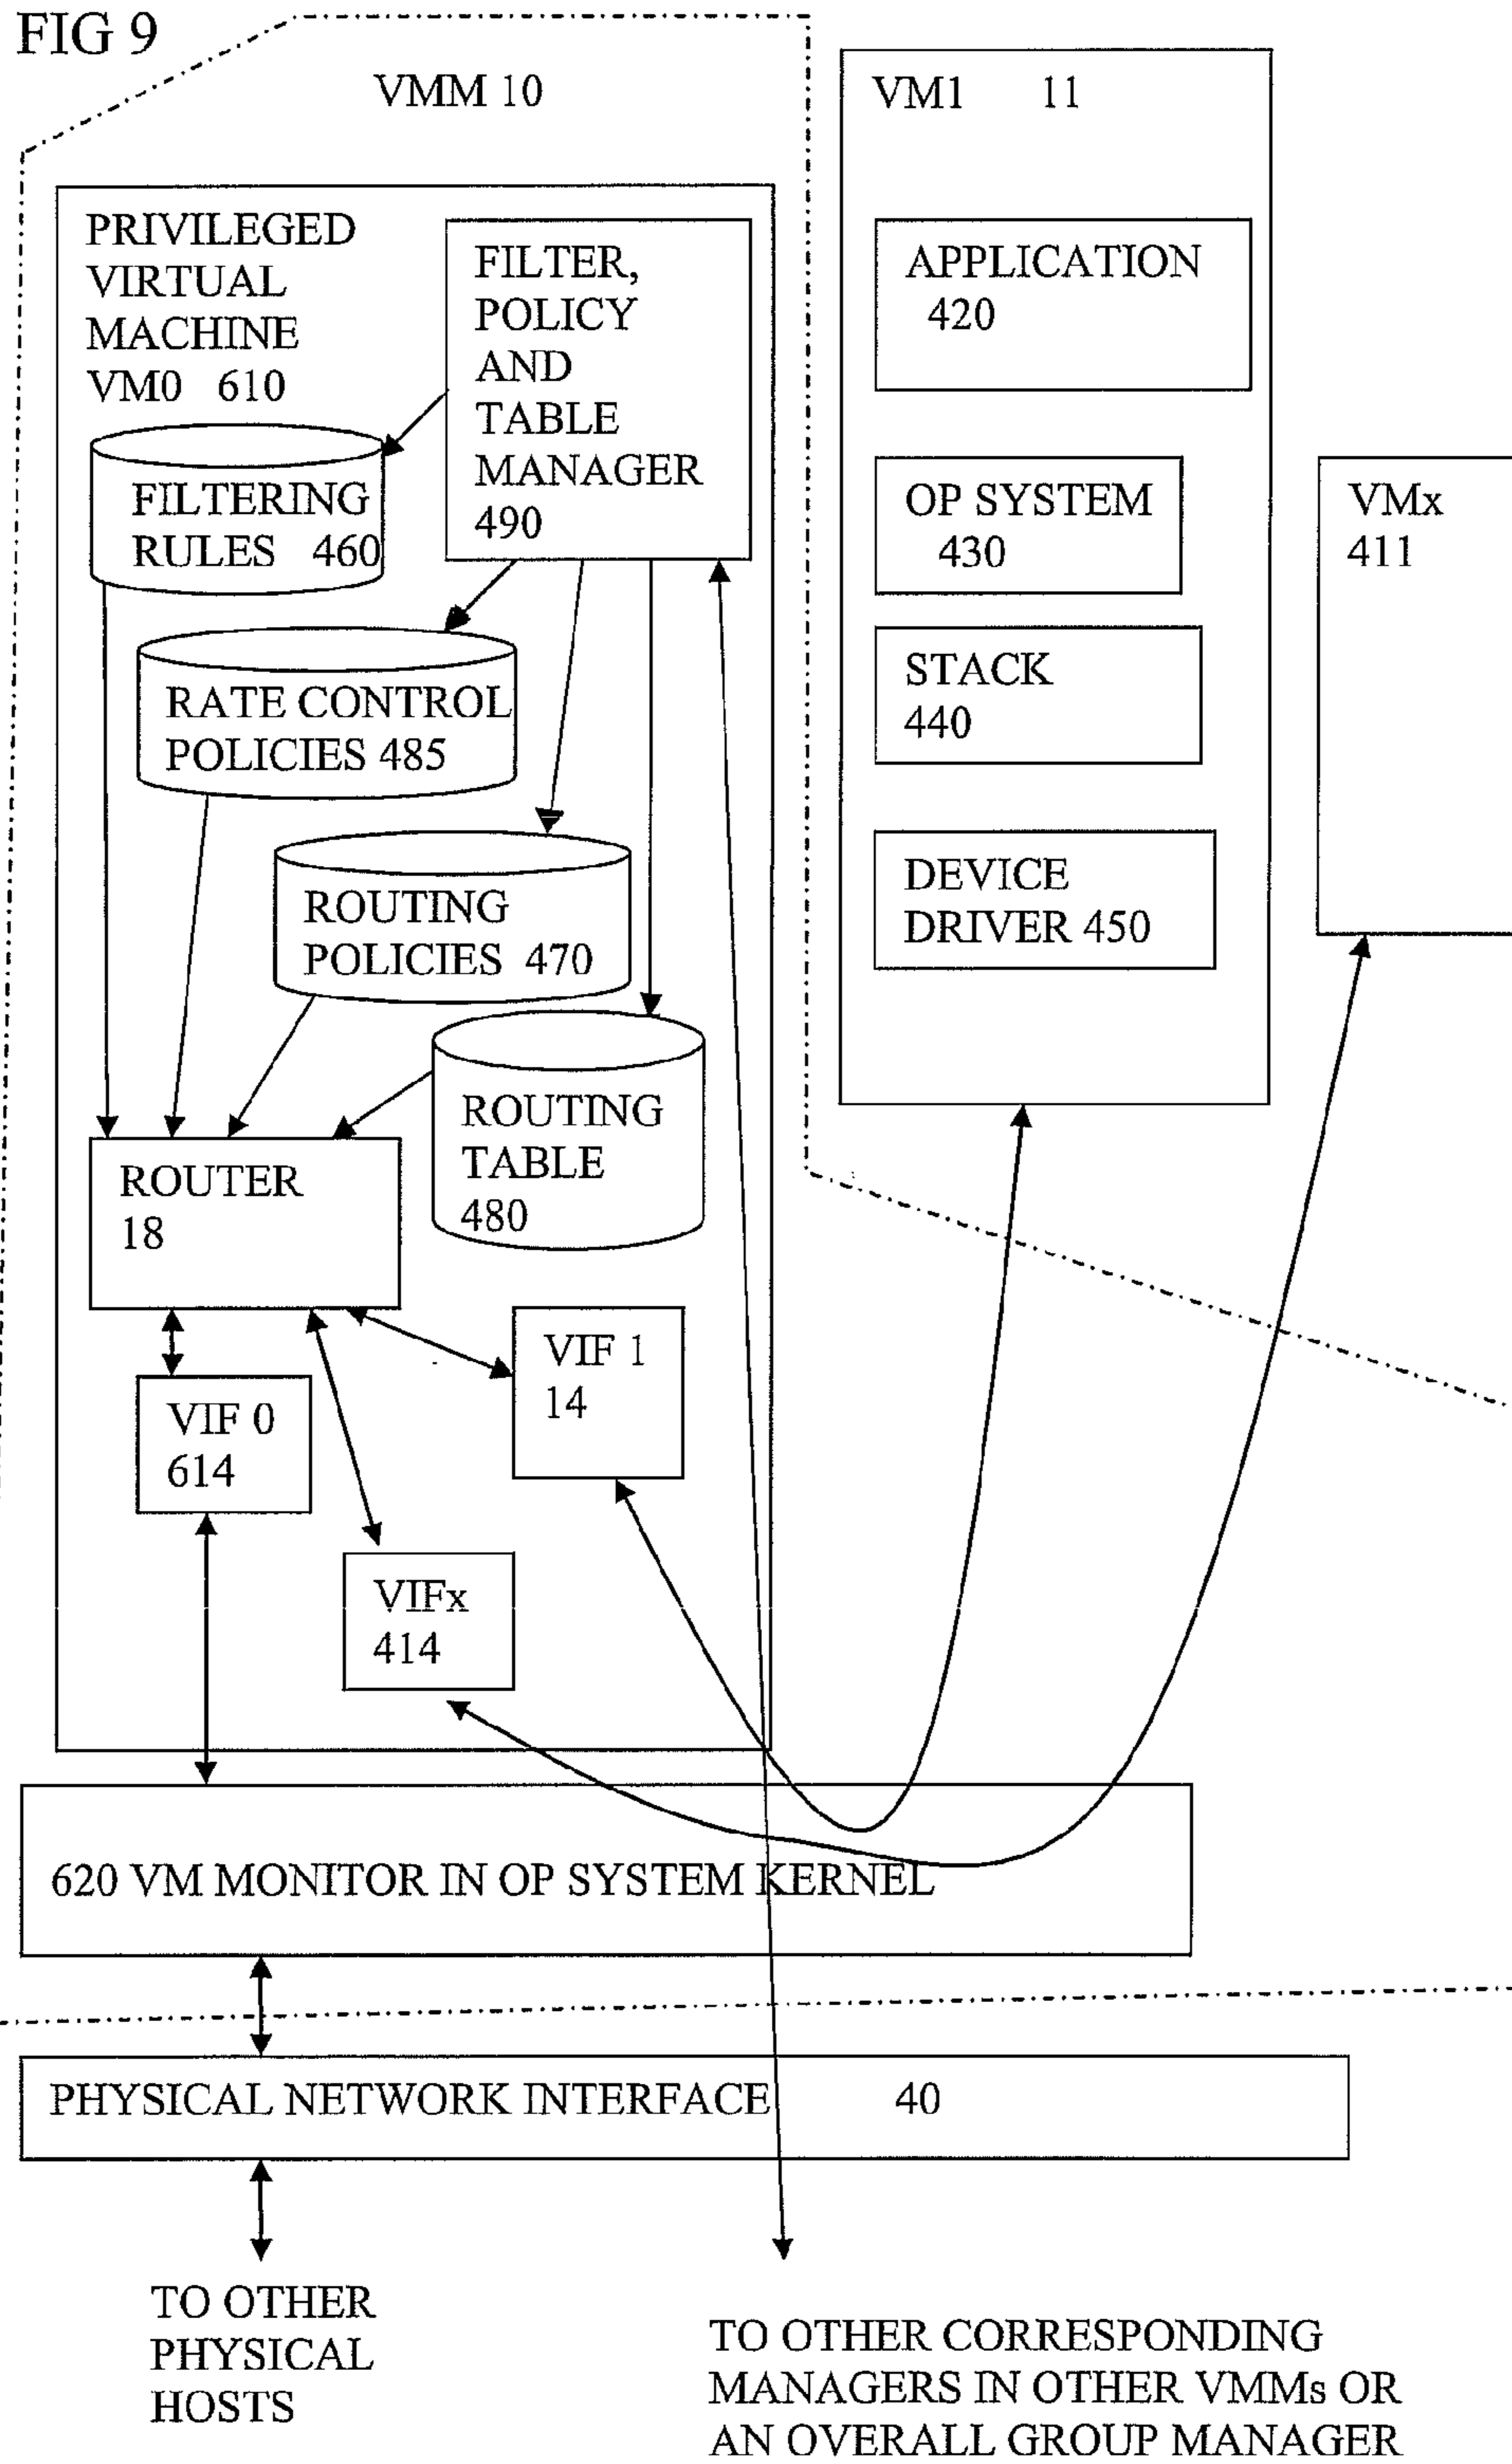 FIG 9
VMM 10
PRIVILEGED
VIRTUAL
MACHINE
VM0 610
FILTER,
POLICY
AND
TABLE
MANAGER
490
FILTERING
RULES 460
RATE CONTROL
POLICIES 485
ROUTING
POLICIES 470
ROUTING
TABLE
480
ROUTER
18
VIF 1
14
VIF 0
614
VIFx
414
VM1 11
APPLICATION
420
OP SYSTEM
430
STACK
440
DEVICE
DRIVER 450
VMx
411
620 VM MONITOR IN OP SYSTEM KERNEL
PHYSICAL NETWORK INTERFACE 40
TO OTHER
PHYSICAL
HOSTS
TO OTHER CORRESPONDING
MANAGERS IN OTHER VMMs OR
AN OVERALL GROUP MANAGER